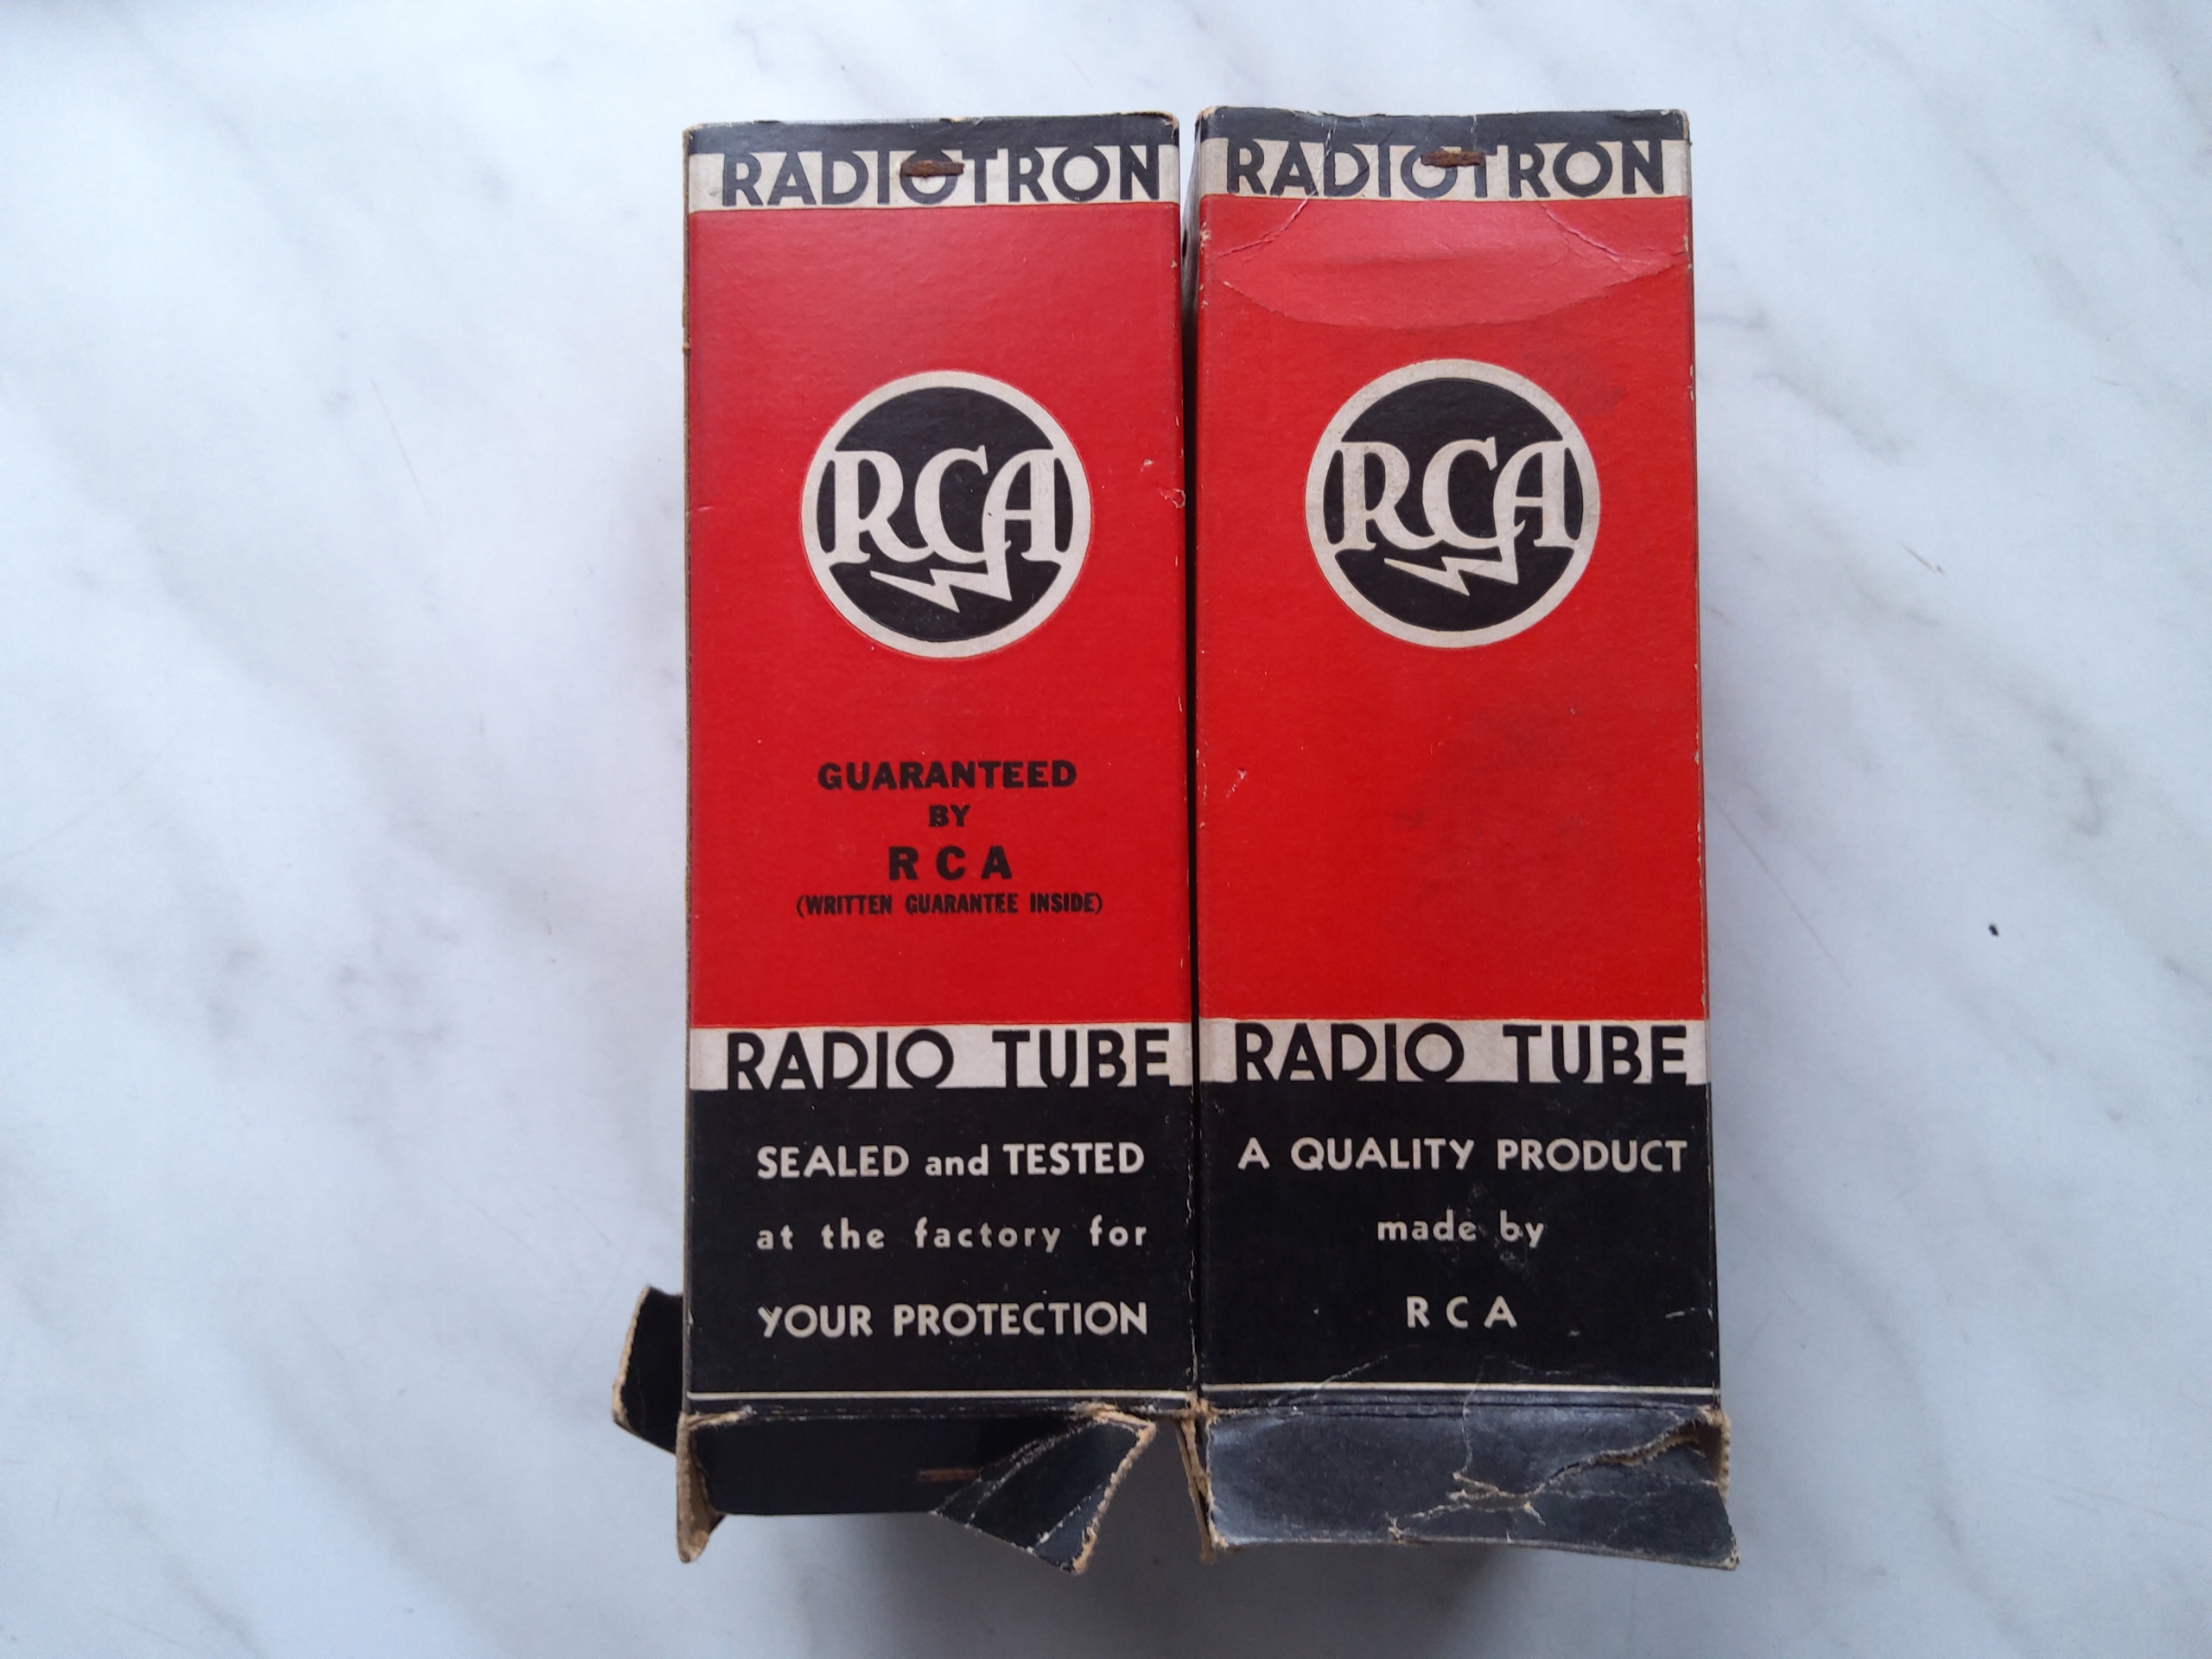 RADIOTRON
RCA
GUARANTEED
BY
RCA
(WRITTEN GUARANTEE INSIDE)
RADIO TUBE
SEALED and TESTED
at the factory for
YOUR PROTECTION
RADIOTRON
RCA
RADIO TUBE
A QUALITY PRODUCT
made by
RCA